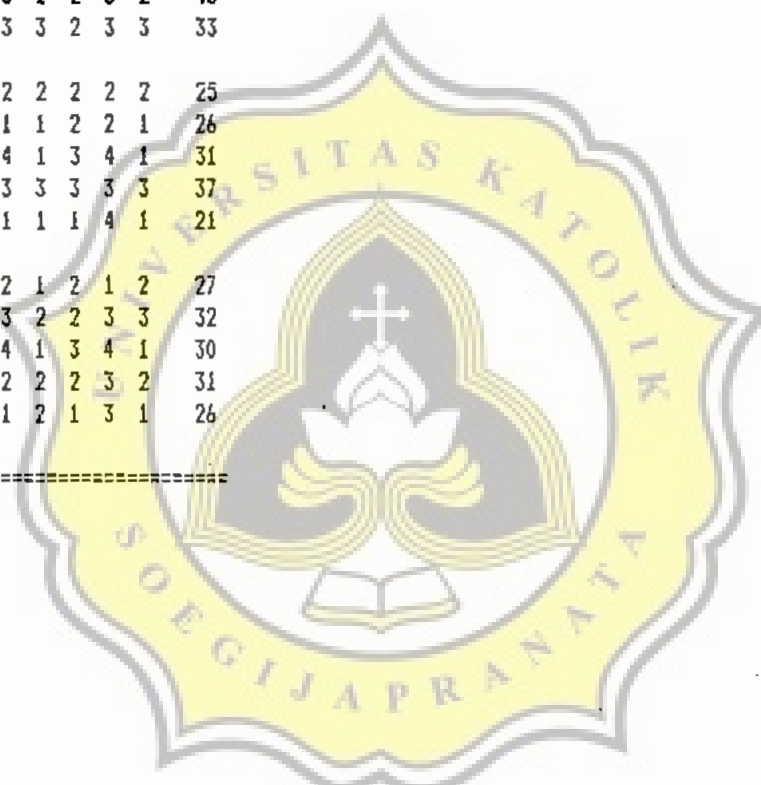 3 3 2 3 3 33
2 2 2 2 2 25
1 1 2 2 1 26
4 1 3 4 1 31
3 3 3 3 3 37
1 1 1 4 1 21
2 1 2 1 2 27
3 2 2 3 3 32
4 1 3 4 1 30
2 2 2 3 2 31
1 2 1 3 1 26
====================
UNIVERSITAS KATOLIK
SOEGIJAPRANATA